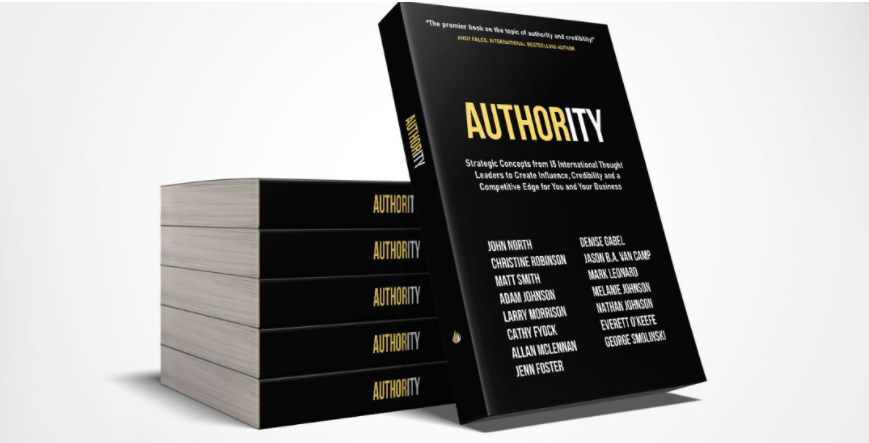 "The premier book on the topic of authority and credibility!"
ANDY FALCO, INTERNATIONAL BESTSELLING AUTHOR
AUTHORITY
Strategic Concepts from 15 International Thought
Leaders to Create Influence, Credibility and a
Competitive Edge for You and Your Business
JOHN NORTH
CHRISTINE ROBINSON
MATT SMITH
ADAM JOHNSON
LARRY MORRISON
CATHY FYOCK
ALLAN MCLENNAN
JENN FOSTER
DENISE GABEL
JASON B.A. VAN CAMP
MARK LEONARD
MELANIE JOHNSON
NATHAN JOHNSON
EVERETT O'KEEFE
GEORGE SMOLINSKI
AUTHORITY
AUTHORIT
AUTHORITY
AUTHORITY
AUTHORITY
AUTHORITY